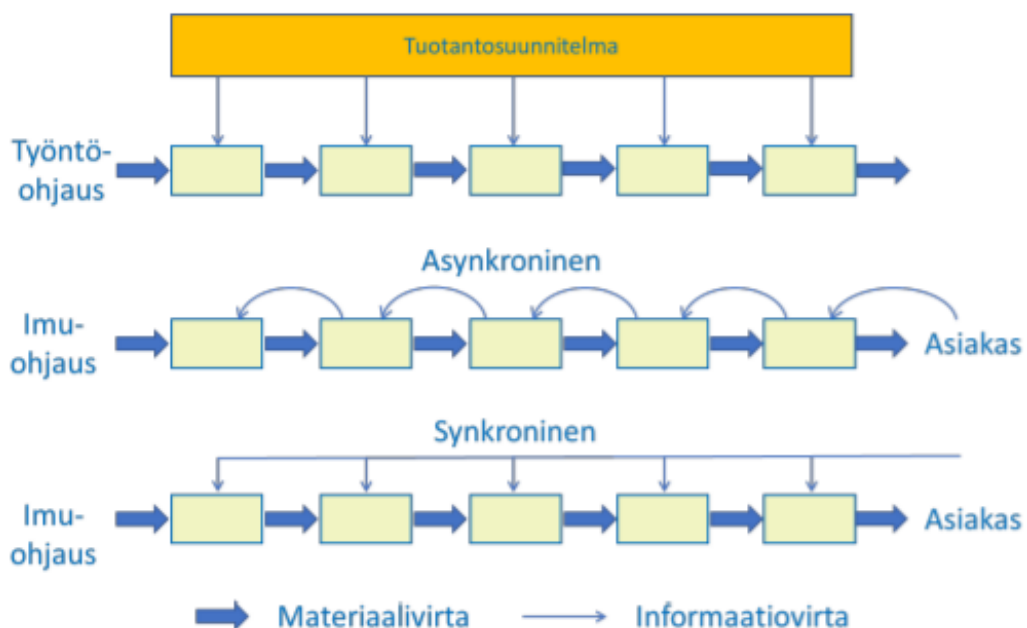 Tuotantosuunnitelma
Työntö-
ohjaus
Asynkroninen
Imu-
ohjaus
Asiakas
Synkroninen
Imu-
ohjaus
Asiakas
Materiaalivirta
Informaatiovirta